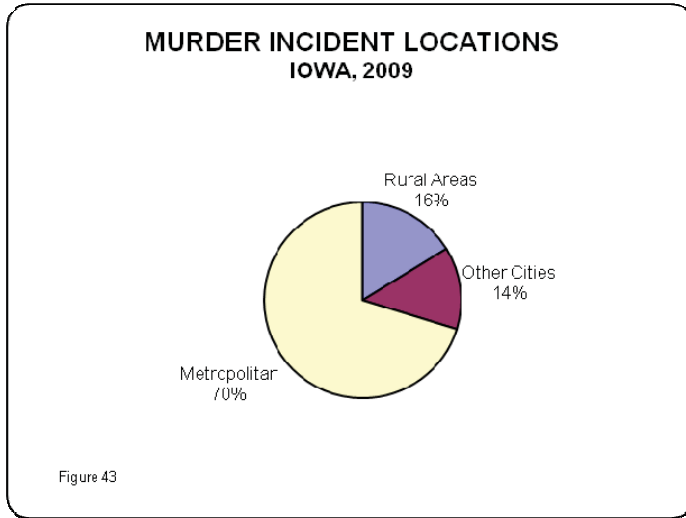 MURDER INCIDENT LOCATIONS
IOWA, 2009
Rural Areas
16%
Other Cities
14%
Metropolitan
70%
Figure 43